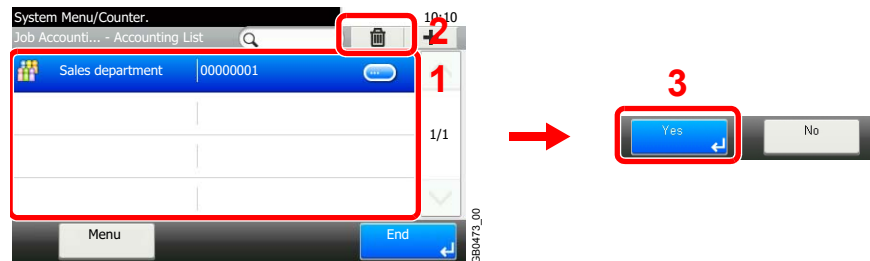 System Menu/Counter.
10:10
Job Accounti... - Accounting List
2
Sales department 00000001
1
1/1
Menu
End
GB0473_00
3
Yes
No